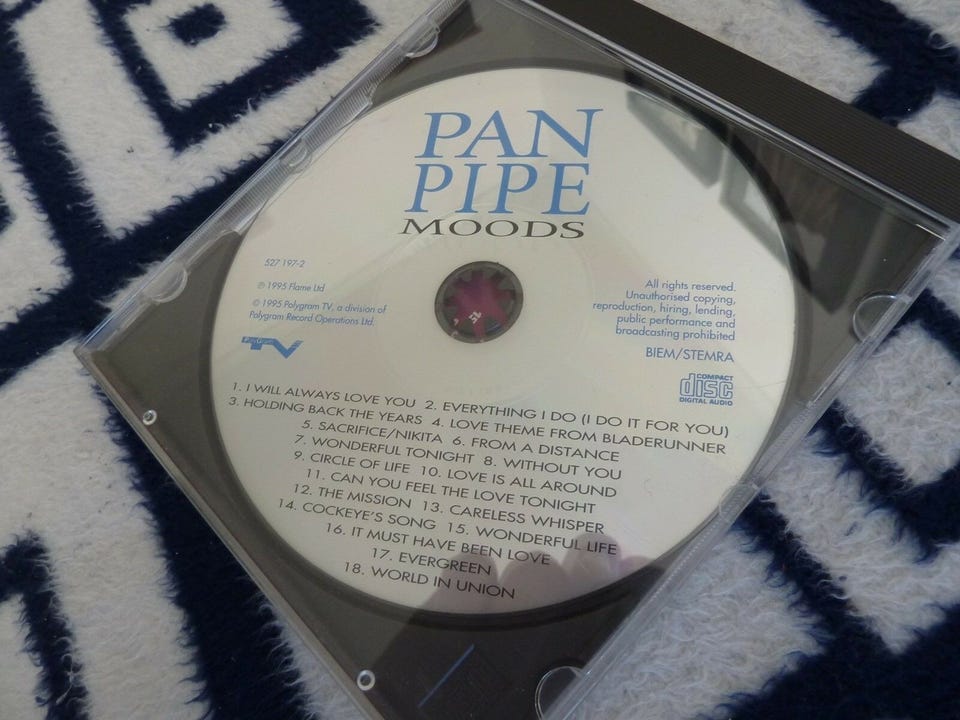 PAN
PIPE
MOODS
527 197-2
℗ 1995 Flame Ltd
© 1995 Polygram TV, a division of
Polygram Record Operations Ltd.
PolyGram
TV
All rights reserved.
Unauthorised copying,
reproduction, hiring, lending,
public performance and
broadcasting prohibited
BIEM/STEMRA
COMPACT
disc
DIGITAL AUDIO
1. I WILL ALWAYS LOVE YOU 2. EVERYTHING I DO (I DO IT FOR YOU)
3. HOLDING BACK THE YEARS 4. LOVE THEME FROM BLADERUNNER
5. SACRIFICE/NIKITA 6. FROM A DISTANCE
7. WONDERFUL TONIGHT 8. WITHOUT YOU
9. CIRCLE OF LIFE 10. LOVE IS ALL AROUND
11. CAN YOU FEEL THE LOVE TONIGHT
12. THE MISSION 13. CARELESS WHISPER
14. COCKEYE'S SONG 15. WONDERFUL LIFE
16. IT MUST HAVE BEEN LOVE
17. EVERGREEN
18. WORLD IN UNION